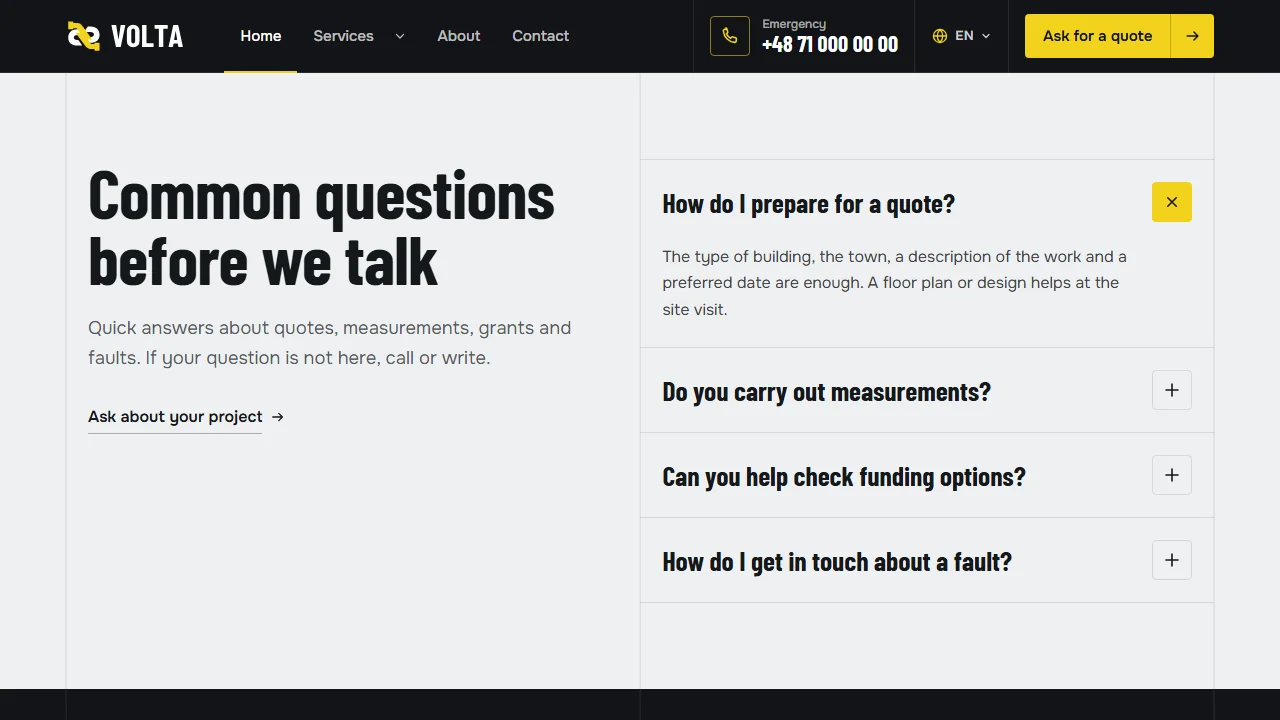 VOLTA
Home
Services
About
Contact
Emergency
+48 71 000 00 00
EN
Ask for a quote
Common questions
before we talk
Quick answers about quotes, measurements, grants and
faults. If your question is not here, call or write.
Ask about your project
How do I prepare for a quote?
The type of building, the town, a description of the work and a
preferred date are enough. A floor plan or design helps at the
site visit.
Do you carry out measurements?
Can you help check funding options?
How do I get in touch about a fault?